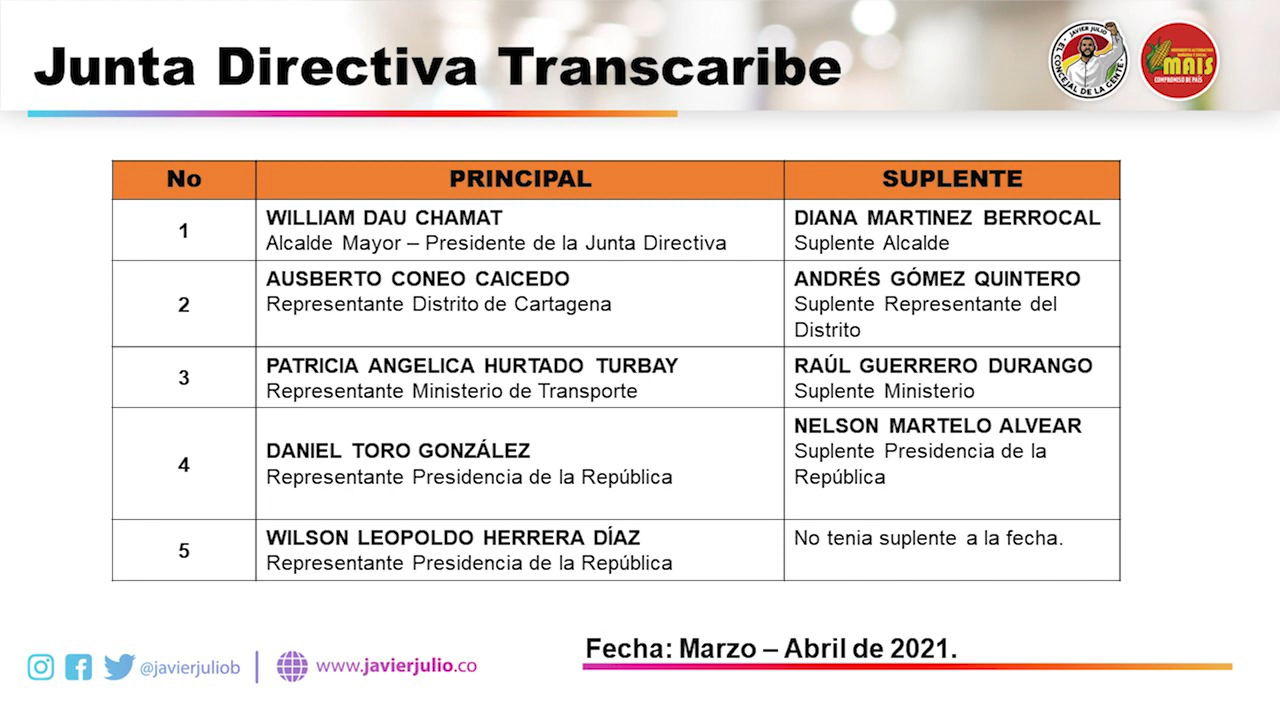 Junta Directiva Transcaribe
JAVIER JULIO
EL CONCEJAL DE LA GENTE
MOVIMIENTO ALTERNATIVO
INDÍGENA Y SOCIAL
MAIS
COMPROMISO DE PAÍS
No PRINCIPAL SUPLENTE
1
WILLIAM DAU CHAMAT
Alcalde Mayor – Presidente de la Junta Directiva
DIANA MARTINEZ BERROCAL
Suplente Alcalde
2
AUSBERTO CONEO CAICEDO
Representante Distrito de Cartagena
ANDRÉS GÓMEZ QUINTERO
Suplente Representante del
Distrito
3
PATRICIA ANGELICA HURTADO TURBAY
Representante Ministerio de Transporte
RAÚL GUERRERO DURANGO
Suplente Ministerio
4
DANIEL TORO GONZÁLEZ
Representante Presidencia de la República
NELSON MARTELO ALVEAR
Suplente Presidencia de la
República
5
WILSON LEOPOLDO HERRERA DÍAZ
Representante Presidencia de la República
No tenia suplente a la fecha.
Fecha: Marzo – Abril de 2021.
@javierjuliob
www.javierjulio.co